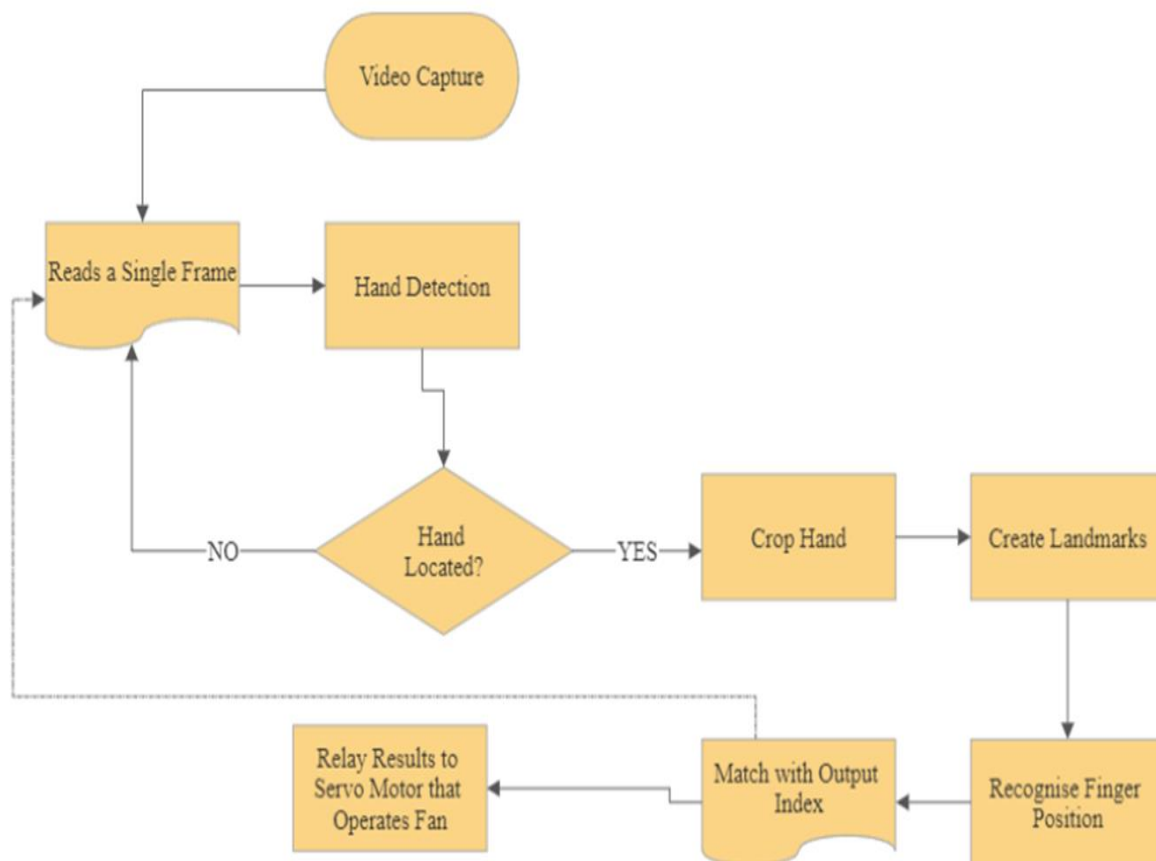 Video Capture
Reads a Single Frame
Hand Detection
Hand
Located?
NO
YES
Crop Hand
Create Landmarks
Relay Results to
Servo Motor that
Operates Fan
Match with Output
Index
Recognise Finger
Position